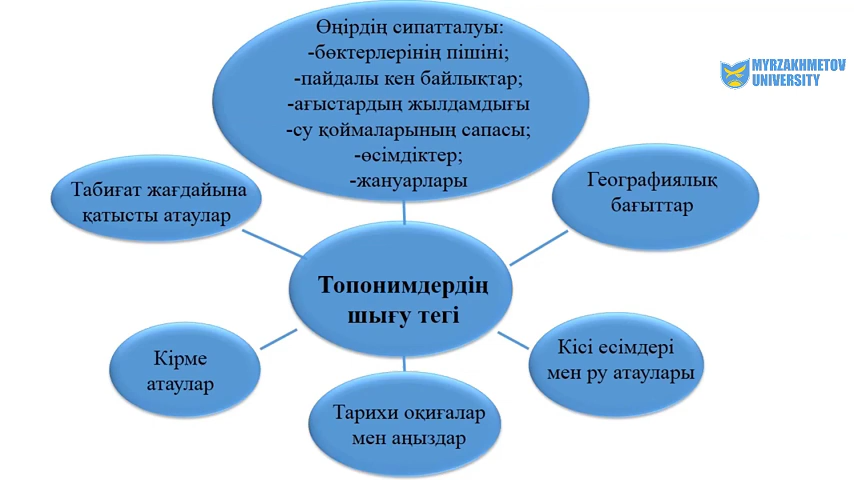 Өңірдің сипатталуы:
-бөктерлерінің пішіні;
-пайдалы кен байлықтар;
-ағыстардың жылдамдығы
-су қоймаларының сапасы;
-өсімдіктер;
-жануарлары
MYRZAKHMETOV
UNIVERSITY
Табиғат жағдайына
қатысты атаулар
Географиялық
бағыттар
Топонимдердің
шығу тегі
Кірме
атаулар
Кісі есімдері
мен ру атаулары
Тарихи оқиғалар
мен аңыздар